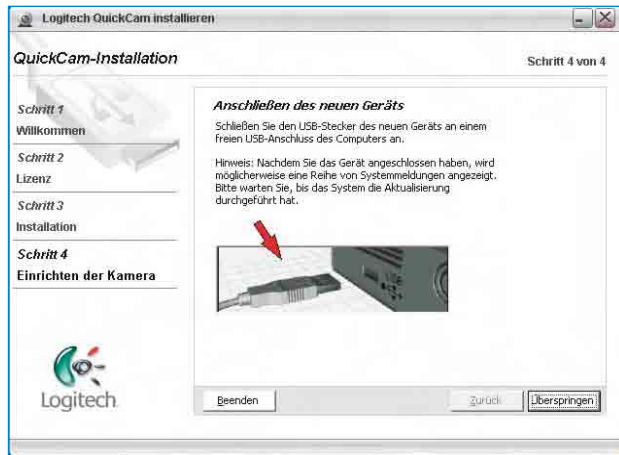 Logitech QuickCam installieren
QuickCam-Installation
Schritt 4 von 4
Schritt 1
Willkommen
Schritt 2
Lizenz
Schritt 3
Installation
Schritt 4
Einrichten der Kamera
Anschließen des neuen Geräts
Schließen Sie den USB-Stecker des neuen Geräts an einem
freien USB-Anschluss des Computers an.
Hinweis: Nachdem Sie das Gerät angeschlossen haben, wird
möglicherweise eine Reihe von Systemmeldungen angezeigt.
Bitte warten Sie, bis das System die Aktualisierung
durchgeführt hat.
USB
Logitech
Beenden
Zurück
Überspringen